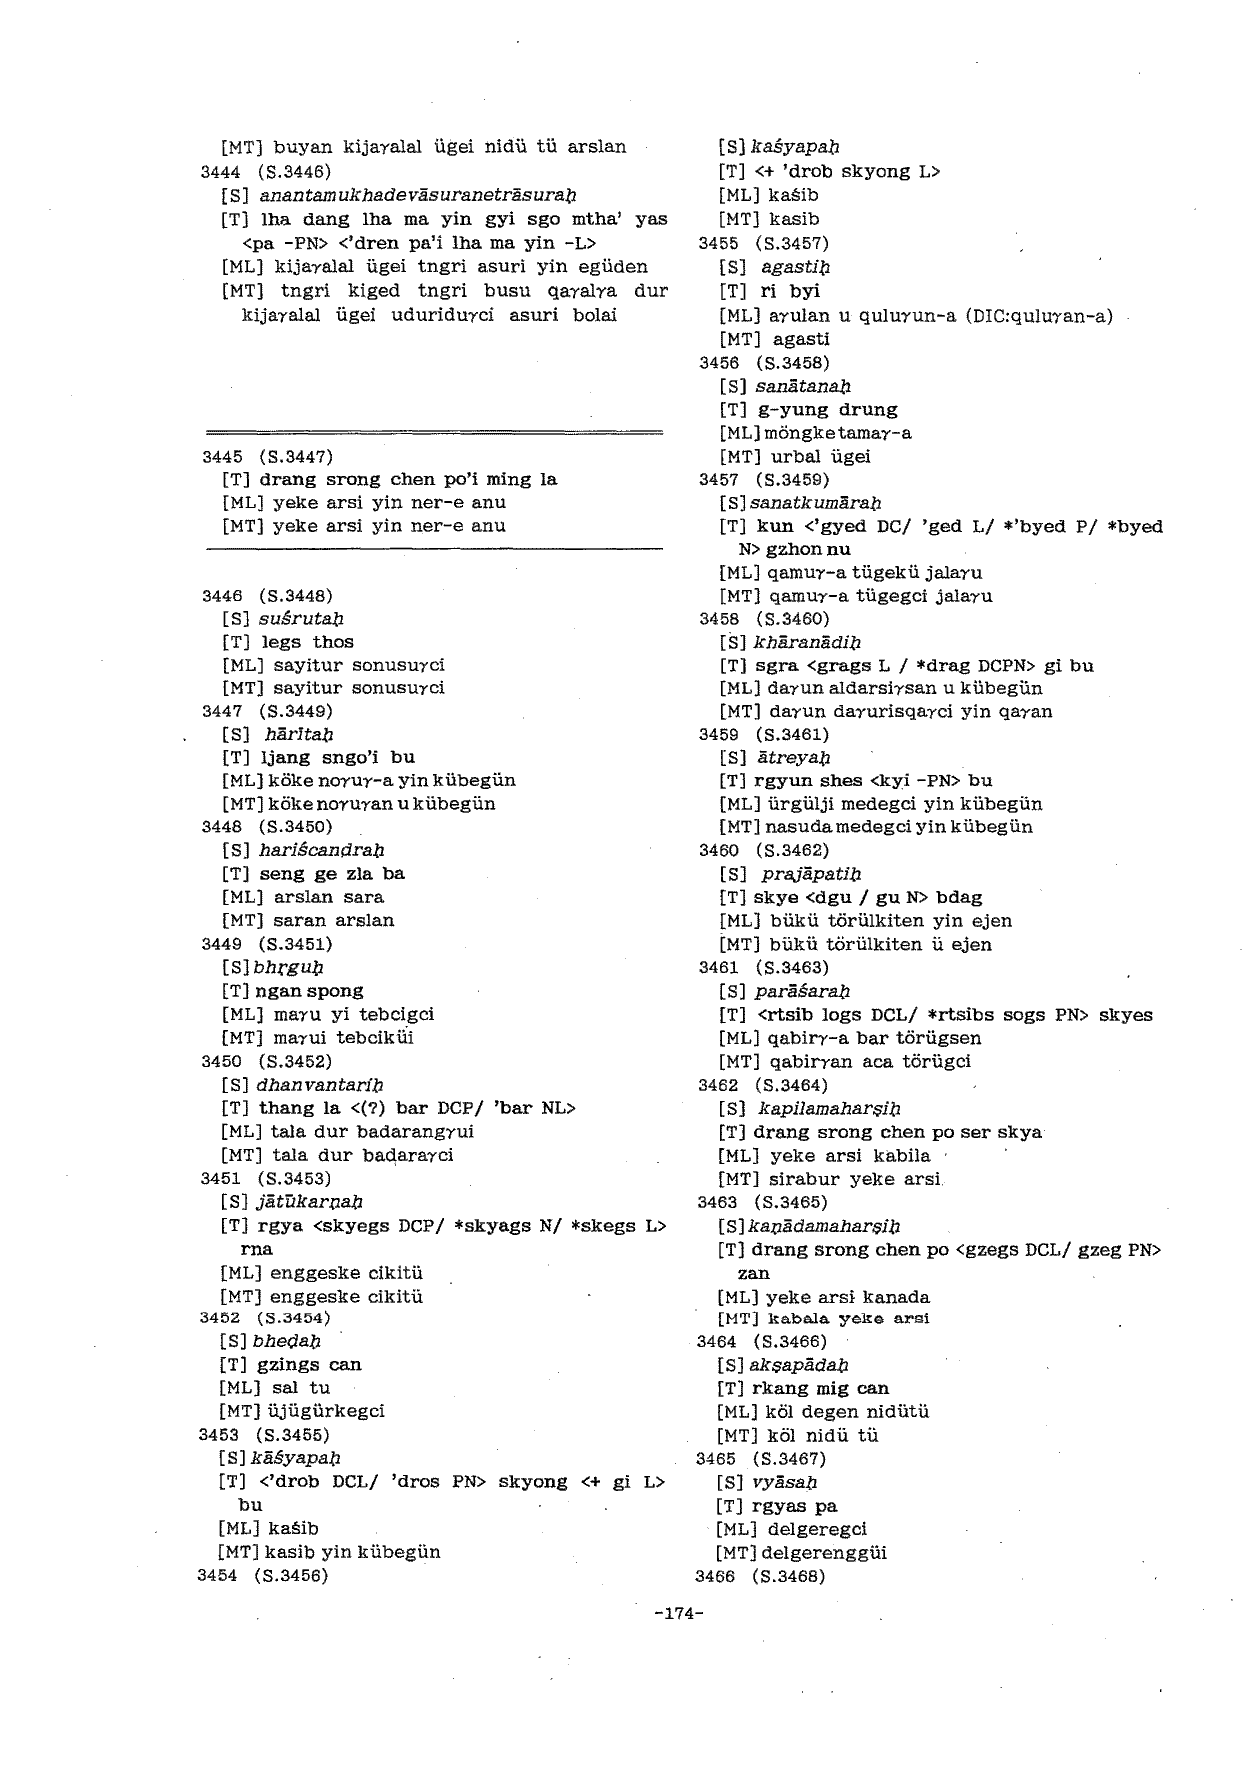 [MT] buyan kijaγalal ügei nidü tü arslan
3444 (S.3446)
[S] anantamukhadevāsuranetrāsuraḥ
[T] lha dang lha ma yin gyi sgo mtha' yas
<pa -PN> <'dren pa'i lha ma yin -L>
[ML] kijaγalal ügei tngri asuri yin egüden
[MT] tngri kiged tngri busu qaγalγa dur
kijaγalal ügei uduriduγci asuri bolai
3445 (S.3447)
[T] drang srong chen po'i ming la
[ML] yeke arsi yin ner-e anu
[MT] yeke arsi yin ner-e anu
3446 (S.3448)
[S] suśrutaḥ
[T] legs thos
[ML] sayitur sonusuγci
[MT] sayitur sonusuγci
3447 (S.3449)
[S] hārītaḥ
[T] ljang sngo'i bu
[ML] köke noγuγ-a yin kübegün
[MT] köke noγuγan u kübegün
3448 (S.3450)
[S] hariścandraḥ
[T] seng ge zla ba
[ML] arslan sara
[MT] saran arslan
3449 (S.3451)
[S] bhṛguḥ
[T] ngan spong
[ML] maγu yi tebcigci
[MT] maγui tebciküi
3450 (S.3452)
[S] dhanvantariḥ
[T] thang la <(?) bar DCP/ 'bar NL>
[ML] tala dur badarangγui
[MT] tala dur badaraγci
3451 (S.3453)
[S] jātūkarṇaḥ
[T] rgya <skyegs DCP/ *skyags N/ *skegs L>
rna
[ML] enggeske cikitü
[MT] enggeske cikitü
3452 (S.3454)
[S] bheḍaḥ
[T] gzings can
[ML] sal tu
[MT] üjügürkegci
3453 (S.3455)
[S] kāśyapaḥ
[T] <'drob DCL/ 'dros PN> skyong <+ gi L>
bu
[ML] kaśib
[MT] kasib yin kübegün
3454 (S.3456)
[S] kaśyapaḥ
[T] <+ 'drob skyong L>
[ML] kaśib
[MT] kasib
3455 (S.3457)
[S] agastiḥ
[T] ri byi
[ML] aγulan u quluγun-a (DIC:quluγan-a)
[MT] agasti
3456 (S.3458)
[S] sanātanaḥ
[T] g-yung drung
[ML] möngke tamaγ-a
[MT] urbal ügei
3457 (S.3459)
[S] sanatkumāraḥ
[T] kun <'gyed DC/ 'ged L/ *'byed P/ *byed
N> gzhon nu
[ML] qamuγ-a tügekü jalaγu
[MT] qamuγ-a tügegci jalaγu
3458 (S.3460)
[S] khāranādiḥ
[T] sgra <grags L / *drag DCPN> gi bu
[ML] daγun aldarsiγsan u kübegün
[MT] daγun daγurisqaγci yin qaγan
3459 (S.3461)
[S] ātreyaḥ
[T] rgyun shes <kyi -PN> bu
[ML] ürgülji medegci yin kübegün
[MT] nasuda medegci yin kübegün
3460 (S.3462)
[S] prajāpatiḥ
[T] skye <dgu / gu N> bdag
[ML] bükü törülkiten yin ejen
[MT] bükü törülkiten ü ejen
3461 (S.3463)
[S] parāśaraḥ
[T] <rtsib logs DCL/ *rtsibs sogs PN> skyes
[ML] qabirγ-a bar törügsen
[MT] qabirγan aca törügci
3462 (S.3464)
[S] kapilamaharṣiḥ
[T] drang srong chen po ser skya
[ML] yeke arsi kabila
[MT] sirabur yeke arsi
3463 (S.3465)
[S] kaṇādamaharṣiḥ
[T] drang srong chen po <gzegs DCL/ gzeg PN>
zan
[ML] yeke arsi kanada
[MT] kabala yeke arsi
3464 (S.3466)
[S] akṣapādaḥ
[T] rkang mig can
[ML] köl degen nidütü
[MT] köl nidü tü
3465 (S.3467)
[S] vyāsaḥ
[T] rgyas pa
[ML] delgeregci
[MT] delgerenggüi
3466 (S.3468)
-174-